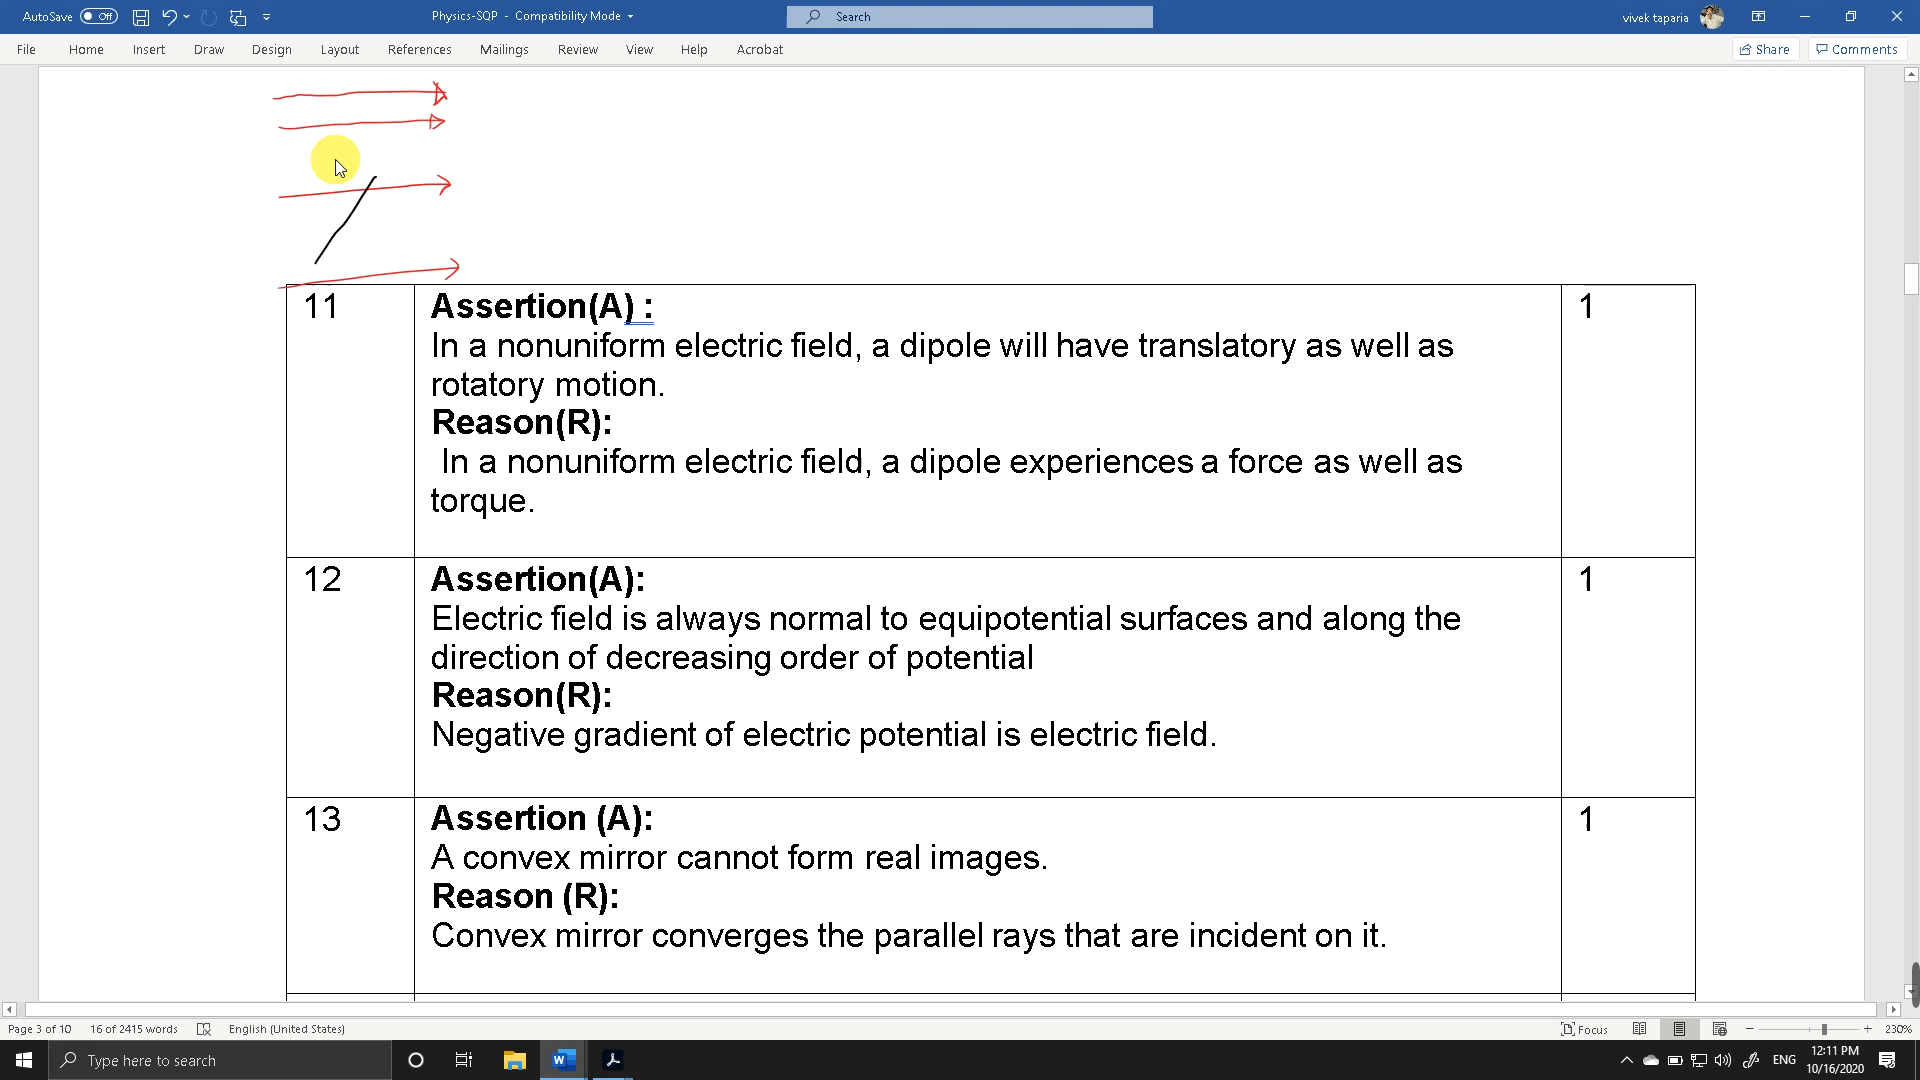 AutoSave Off Physics-SQP - Compatibility Mode Search vivek taparia
File Home Insert Draw Design Layout References Mailings Review View Help Acrobat Share Comments
11 Assertion(A) : 1
In a nonuniform electric field, a dipole will have translatory as well as
rotatory motion.
Reason(R):
In a nonuniform electric field, a dipole experiences a force as well as
torque.
12 Assertion(A): 1
Electric field is always normal to equipotential surfaces and along the
direction of decreasing order of potential
Reason(R):
Negative gradient of electric potential is electric field.
13 Assertion (A): 1
A convex mirror cannot form real images.
Reason (R):
Convex mirror converges the parallel rays that are incident on it.
Page 3 of 10 16 of 2415 words English (United States) Focus 230%
Type here to search ENG 12:11 PM
10/16/2020